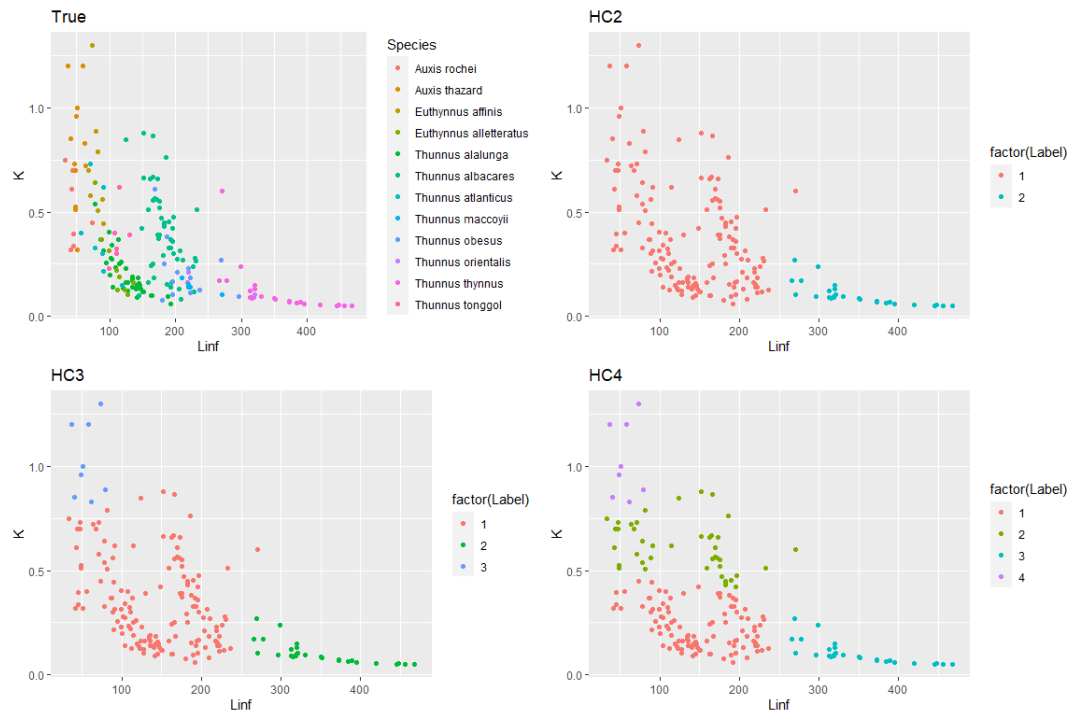 True
K
1.0
0.5
0.0
100 200 300 400
Linf
Species
Auxis rochei
Auxis thazard
Euthynnus affinis
Euthynnus alletteratus
Thunnus alalunga
Thunnus albacares
Thunnus atlanticus
Thunnus maccoyii
Thunnus obesus
Thunnus orientalis
Thunnus thynnus
Thunnus tonggol
HC2
K
1.0
0.5
0.0
100 200 300 400
Linf
factor(Label)
1
2
HC3
K
1.0
0.5
0.0
100 200 300 400
Linf
factor(Label)
1
2
3
HC4
K
1.0
0.5
0.0
100 200 300 400
Linf
factor(Label)
1
2
3
4